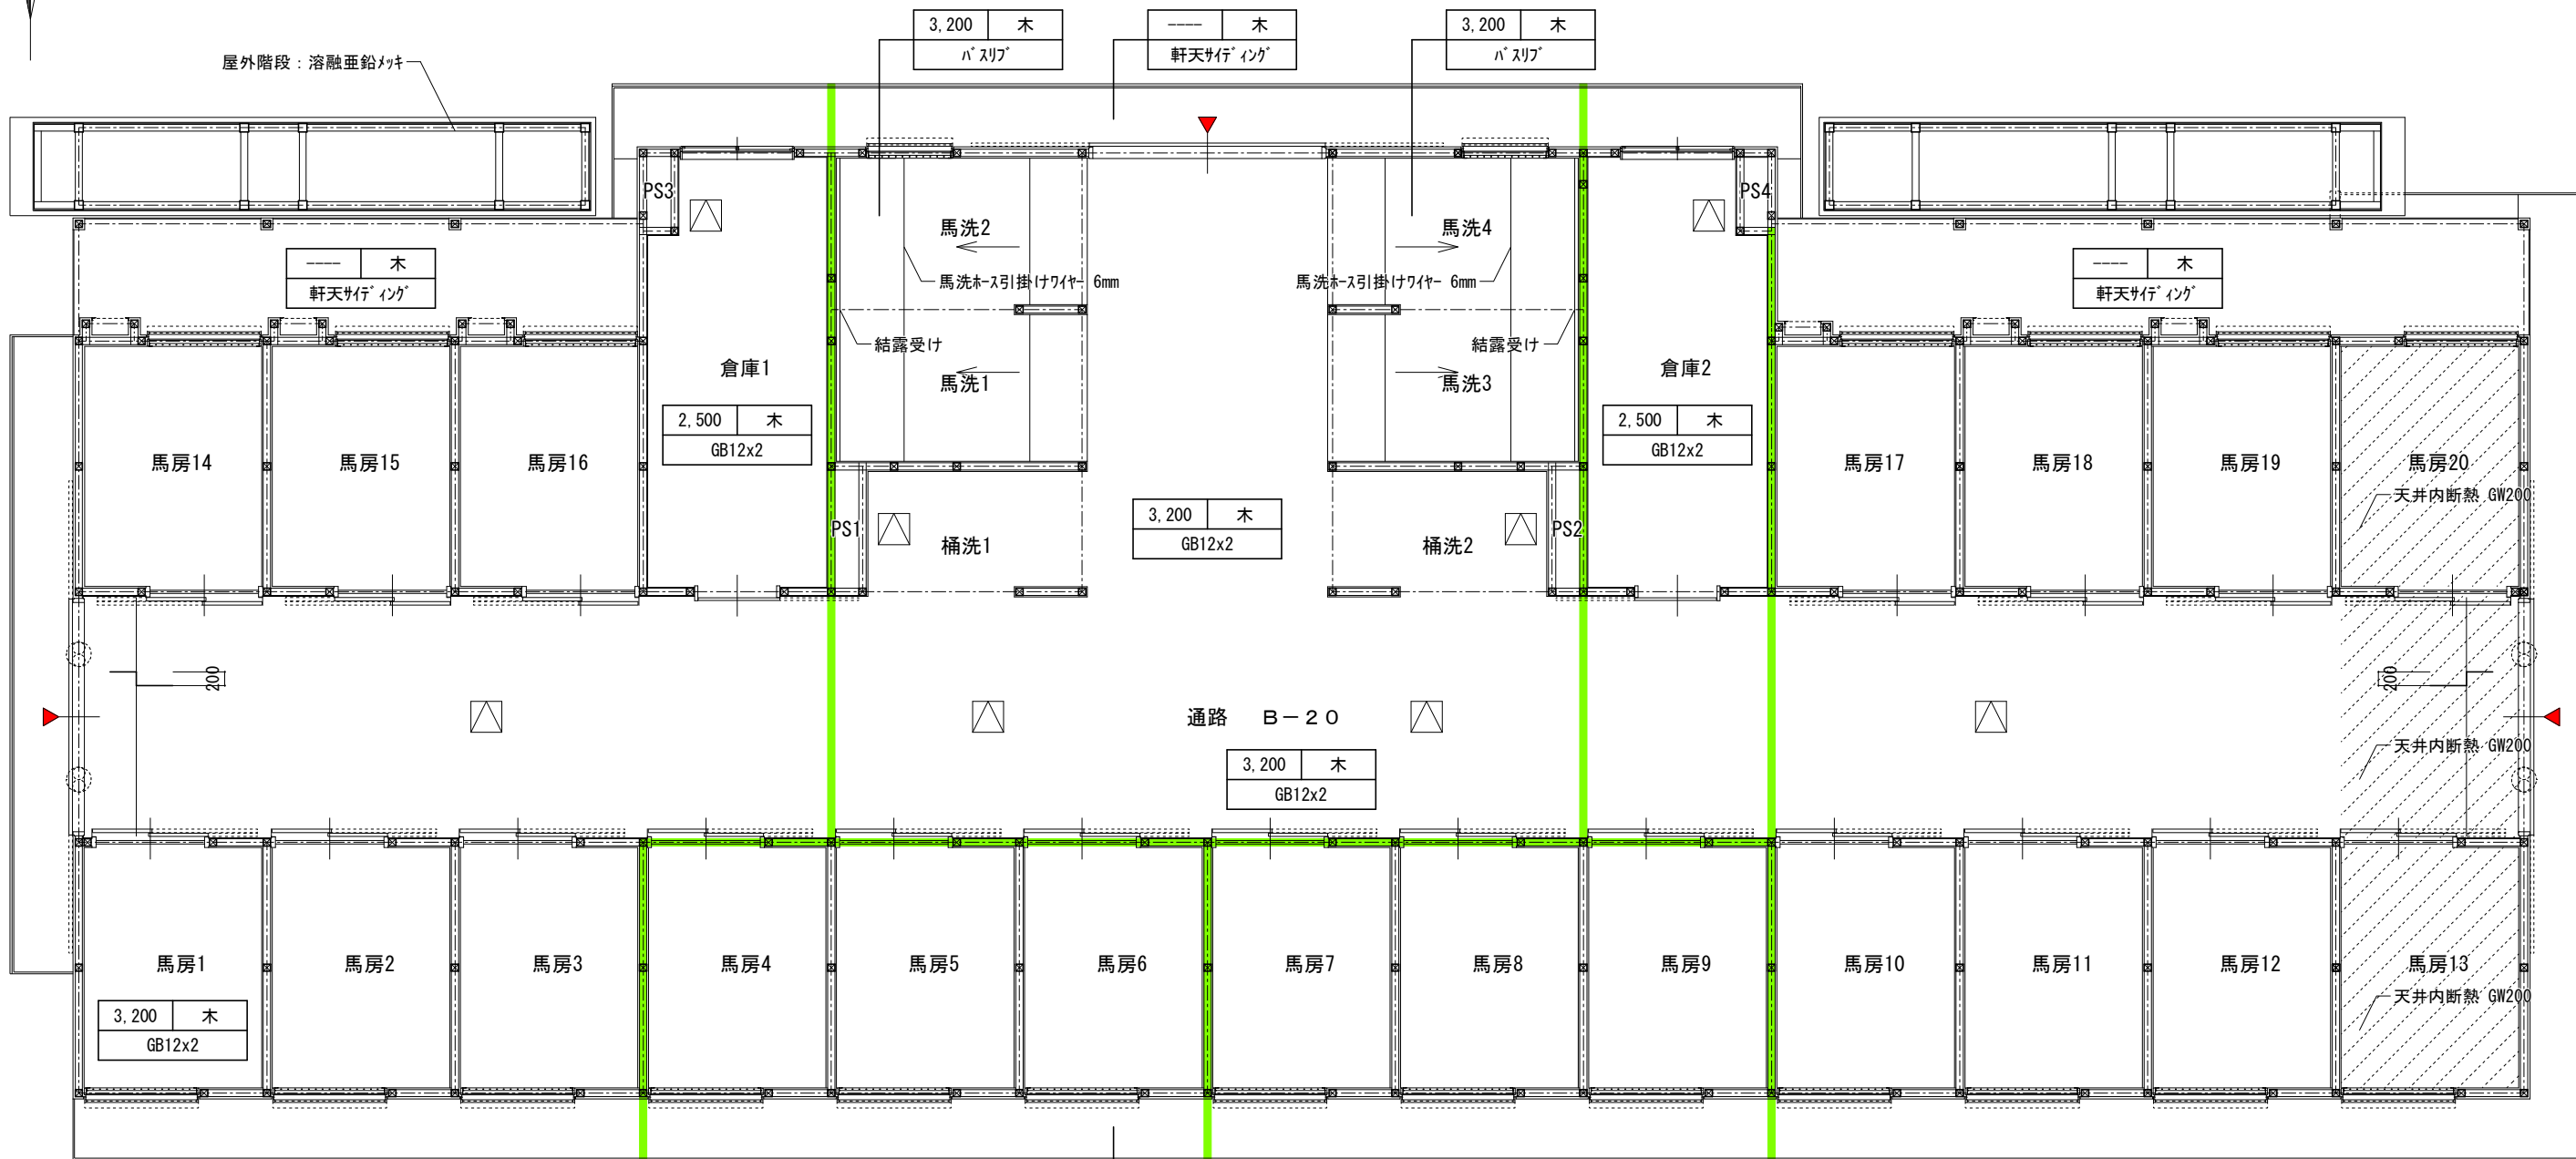 3,200 木
バスリブ
---- 木
軒天サイディング
3,200 木
バスリブ
屋外階段：溶融亜鉛メッキ
PS3
PS4
馬洗2
馬洗4
---- 木
軒天サイディング
馬洗ホース引掛けワイヤー 6mm
馬洗ホース引掛けワイヤー 6mm
---- 木
軒天サイディング
結露受け
結露受け
倉庫1
馬洗1
馬洗3
倉庫2
2,500 木
GB12x2
2,500 木
GB12x2
馬房14
馬房15
馬房16
馬房17
馬房18
馬房19
馬房20
天井内断熱 GW200
3,200 木
GB12x2
PS1
桶洗1
桶洗2
PS2
200
200
通路 B－20
天井内断熱 GW200
3,200 木
GB12x2
馬房1
馬房2
馬房3
馬房4
馬房5
馬房6
馬房7
馬房8
馬房9
馬房10
馬房11
馬房12
馬房13
天井内断熱 GW200
3,200 木
GB12x2